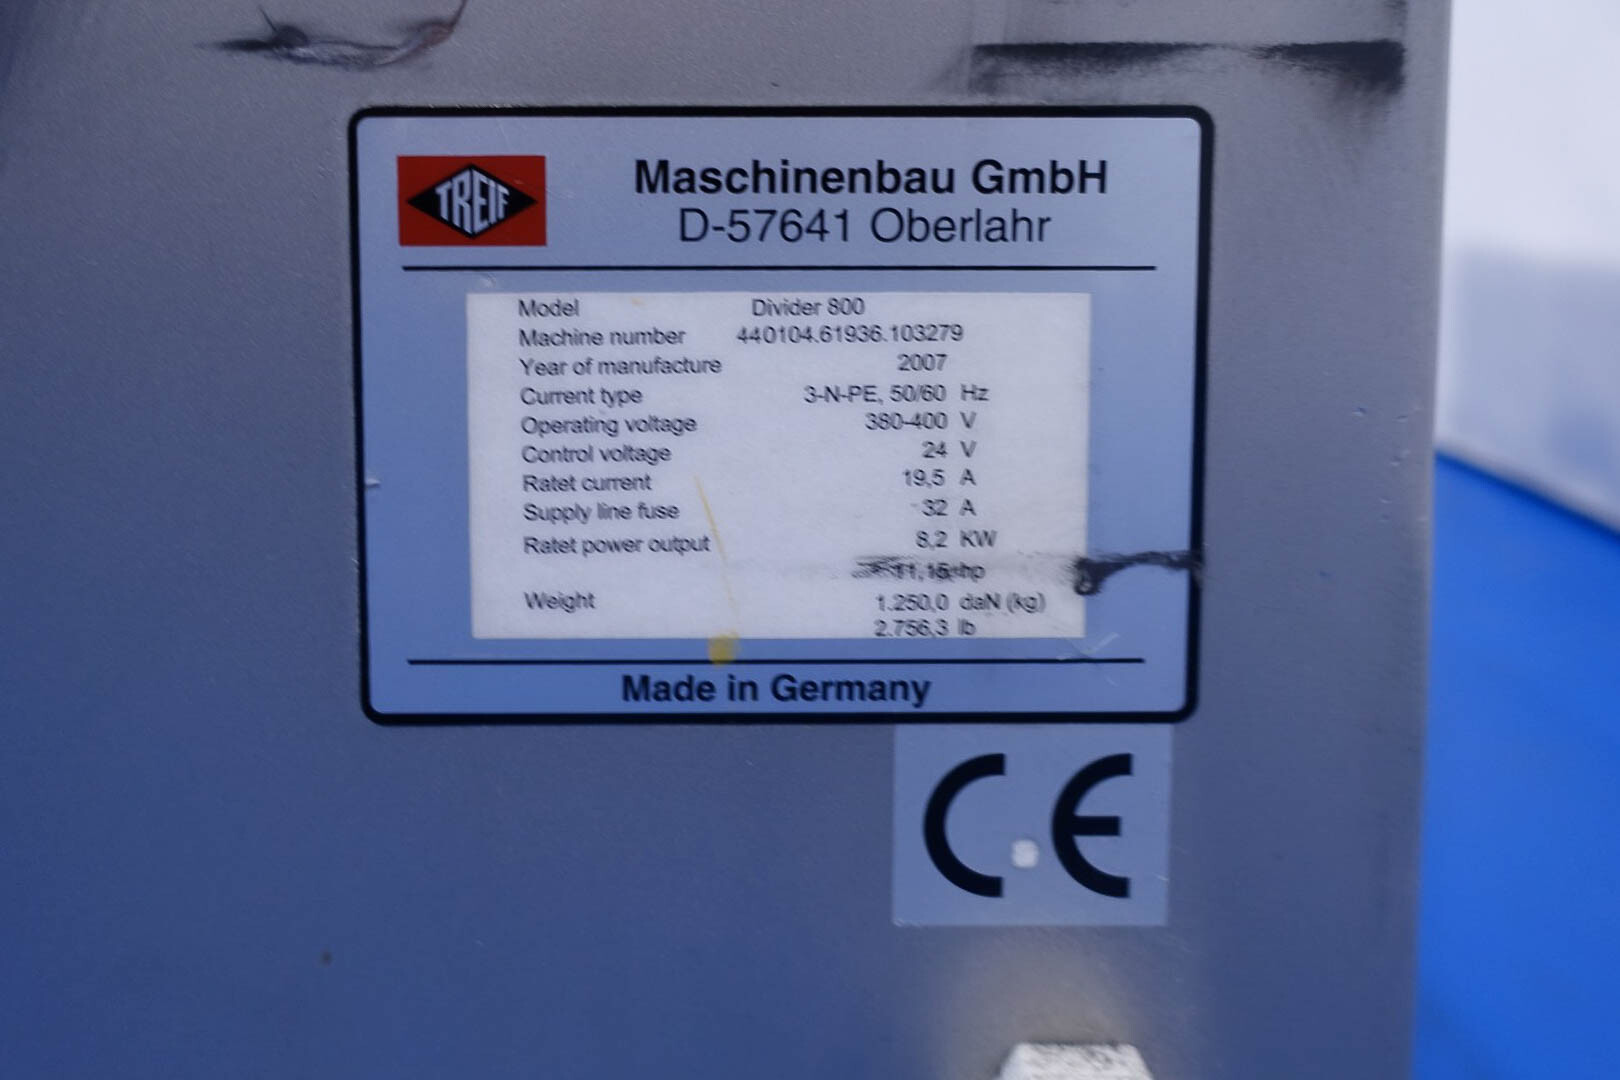 TREIF
Maschinenbau GmbH
D-57641 Oberlahr
Model Divider 800
Machine number 440104.61936.103279
Year of manufacture 2007
Current type 3-N-PE, 50/60 Hz
Operating voltage 380-400 V
Control voltage 24 V
Ratet current 19,5 A
Supply line fuse 32 A
Ratet power output 8,2 KW
11,15 hp
Weight 1.250,0 daN (kg)
2.756,3 lb
Made in Germany
CE